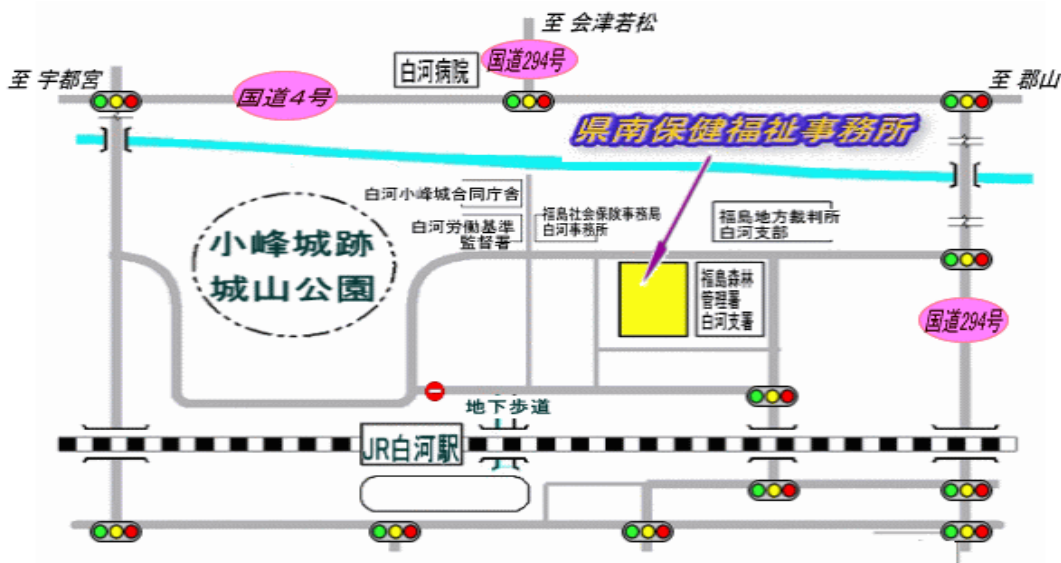 至 会津若松
国道294号
白河病院
至 宇都宮
国道4号
至 郡山
県南保健福祉事務所
白河小峰城合同庁舎
白河労働基準
監督署
福島社会保険事務局
白河事務所
福島地方裁判所
白河支部
小峰城跡
城山公園
福島森林
管理署
白河支署
国道294号
地下歩道
JR白河駅